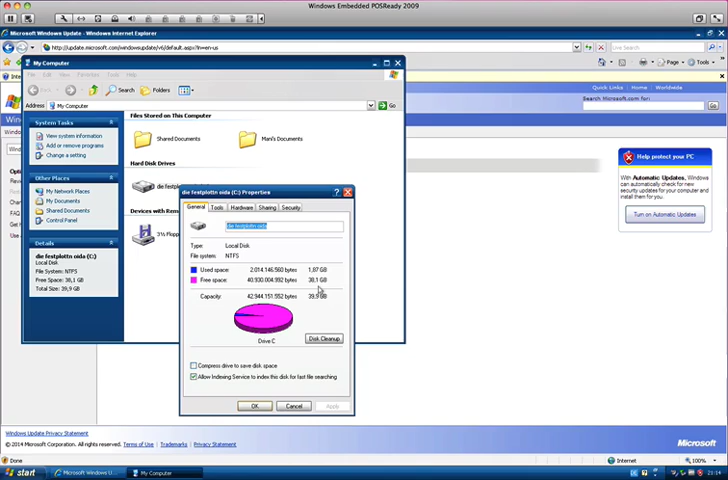 Windows Embedded POSReady 2009
Microsoft Windows Update - Windows Internet Explorer
http://update.microsoft.com/windowsupdate/v6/default.aspx?ln=en-us
Live Search
Page
Tools
Quick Links | Home | Worldwide
Search Microsoft.com for:
My Computer
File Edit View Favorites Tools Help
Back
Search
Folders
Address
My Computer
Go
System Tasks
View system information
Add or remove programs
Change a setting
Other Places
My Network Places
My Documents
Shared Documents
Control Panel
Details
die festplottn oida (C:)
Local Disk
File System: NTFS
Free Space: 38,1 GB
Total Size: 39,9 GB
Files Stored on This Computer
Shared Documents
Hard Disk Drives
die festplottn oida (C:) Properties
General
Tools
Hardware
Sharing
Security
die festplottn oida
Type: Local Disk
File system: NTFS
Used space: 2.014.146.560 bytes 1,87 GB
Free space: 40.930.004.992 bytes 38,1 GB
Capacity: 42.944.151.552 bytes 39,9 GB
Drive C
Disk Cleanup
Compress drive to save disk space
Allow Indexing Service to index this disk for fast file searching
OK
Cancel
Apply
Help protect your PC
With Automatic Updates, Windows
can automatically check for new
security updates for your computer and
install them for you.
Turn on Automatic Updates
Windows Update Privacy Statement
© 2014 Microsoft Corporation. All rights reserved. Terms of Use | Trademarks | Privacy Statement
Microsoft
Done
Internet
100%
start
Microsoft Windows U...
My Computer
21:14